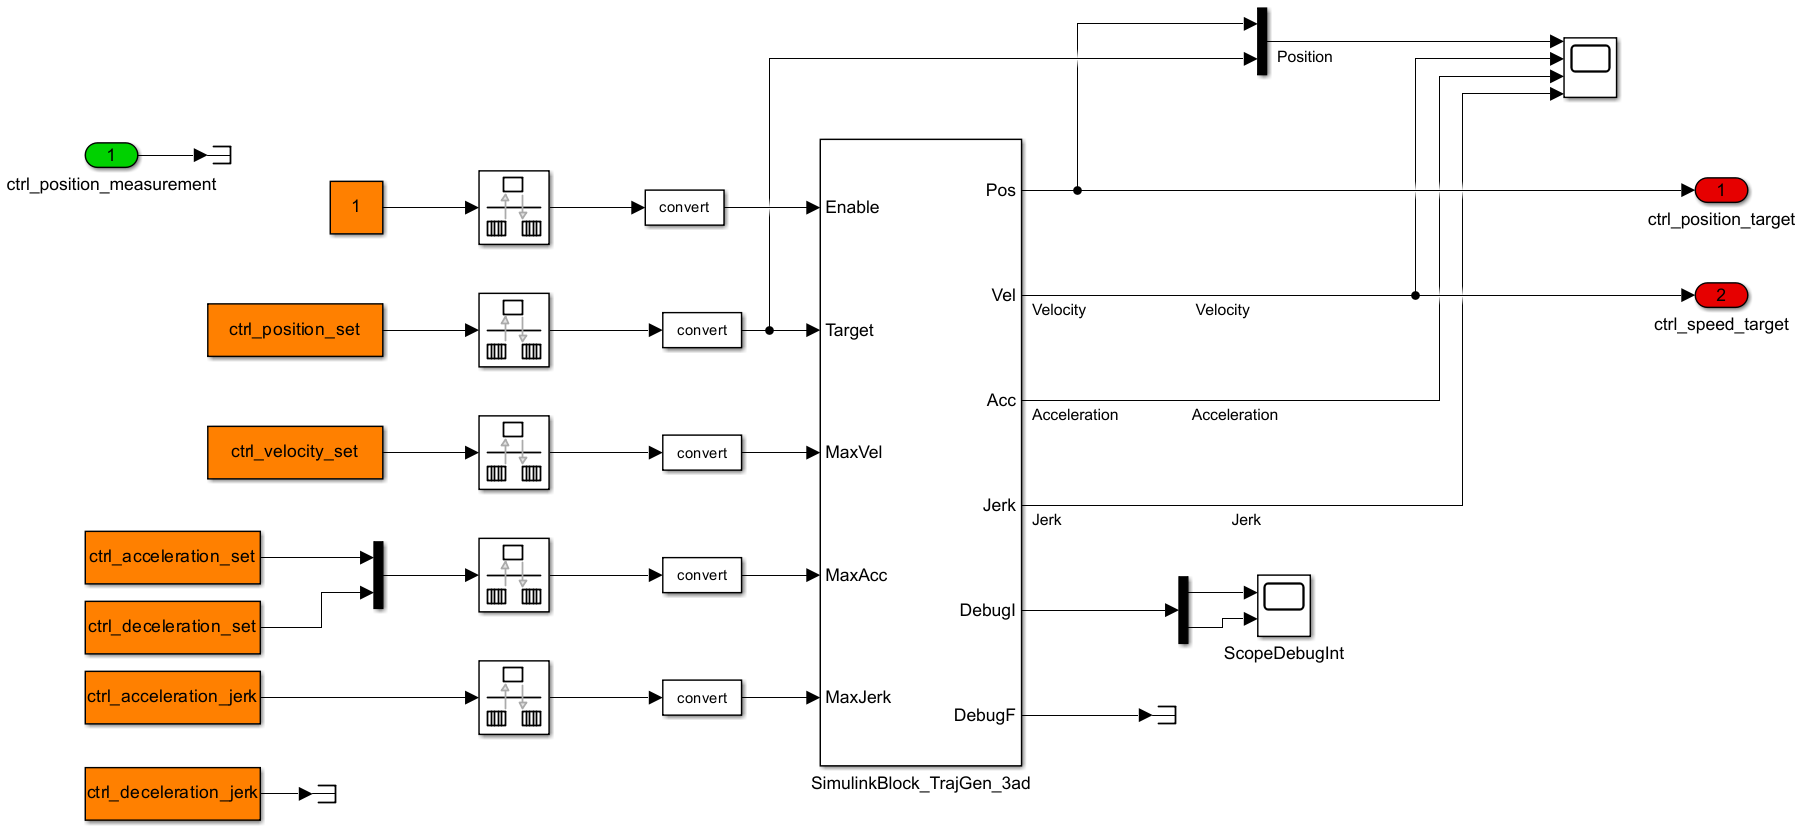 Position
1
ctrl_position_measurement
1
convert
Enable
Pos
1
ctrl_position_target
ctrl_position_set
convert
Target
Vel
Velocity
Velocity
2
ctrl_speed_target
ctrl_velocity_set
convert
MaxVel
Acc
Acceleration
Acceleration
ctrl_acceleration_set
ctrl_deceleration_set
convert
MaxAcc
Jerk
Jerk
Jerk
DebugI
ScopeDebugInt
ctrl_acceleration_jerk
convert
MaxJerk
DebugF
SimulinkBlock_TrajGen_3ad
ctrl_deceleration_jerk